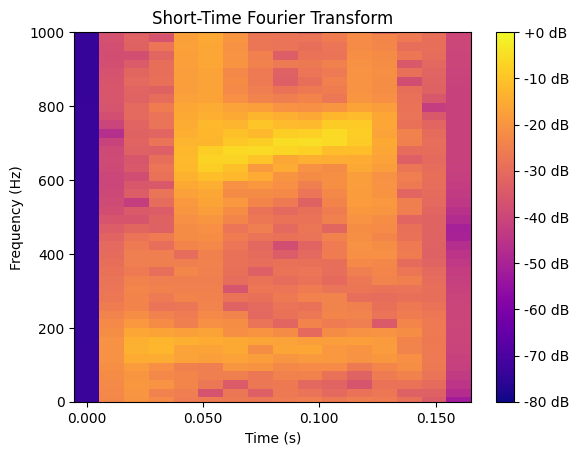 Short-Time Fourier Transform
1000
800
600
400
200
0
Frequency (Hz)
0.000
0.050
0.100
0.150
Time (s)
+0 dB
-10 dB
-20 dB
-30 dB
-40 dB
-50 dB
-60 dB
-70 dB
-80 dB